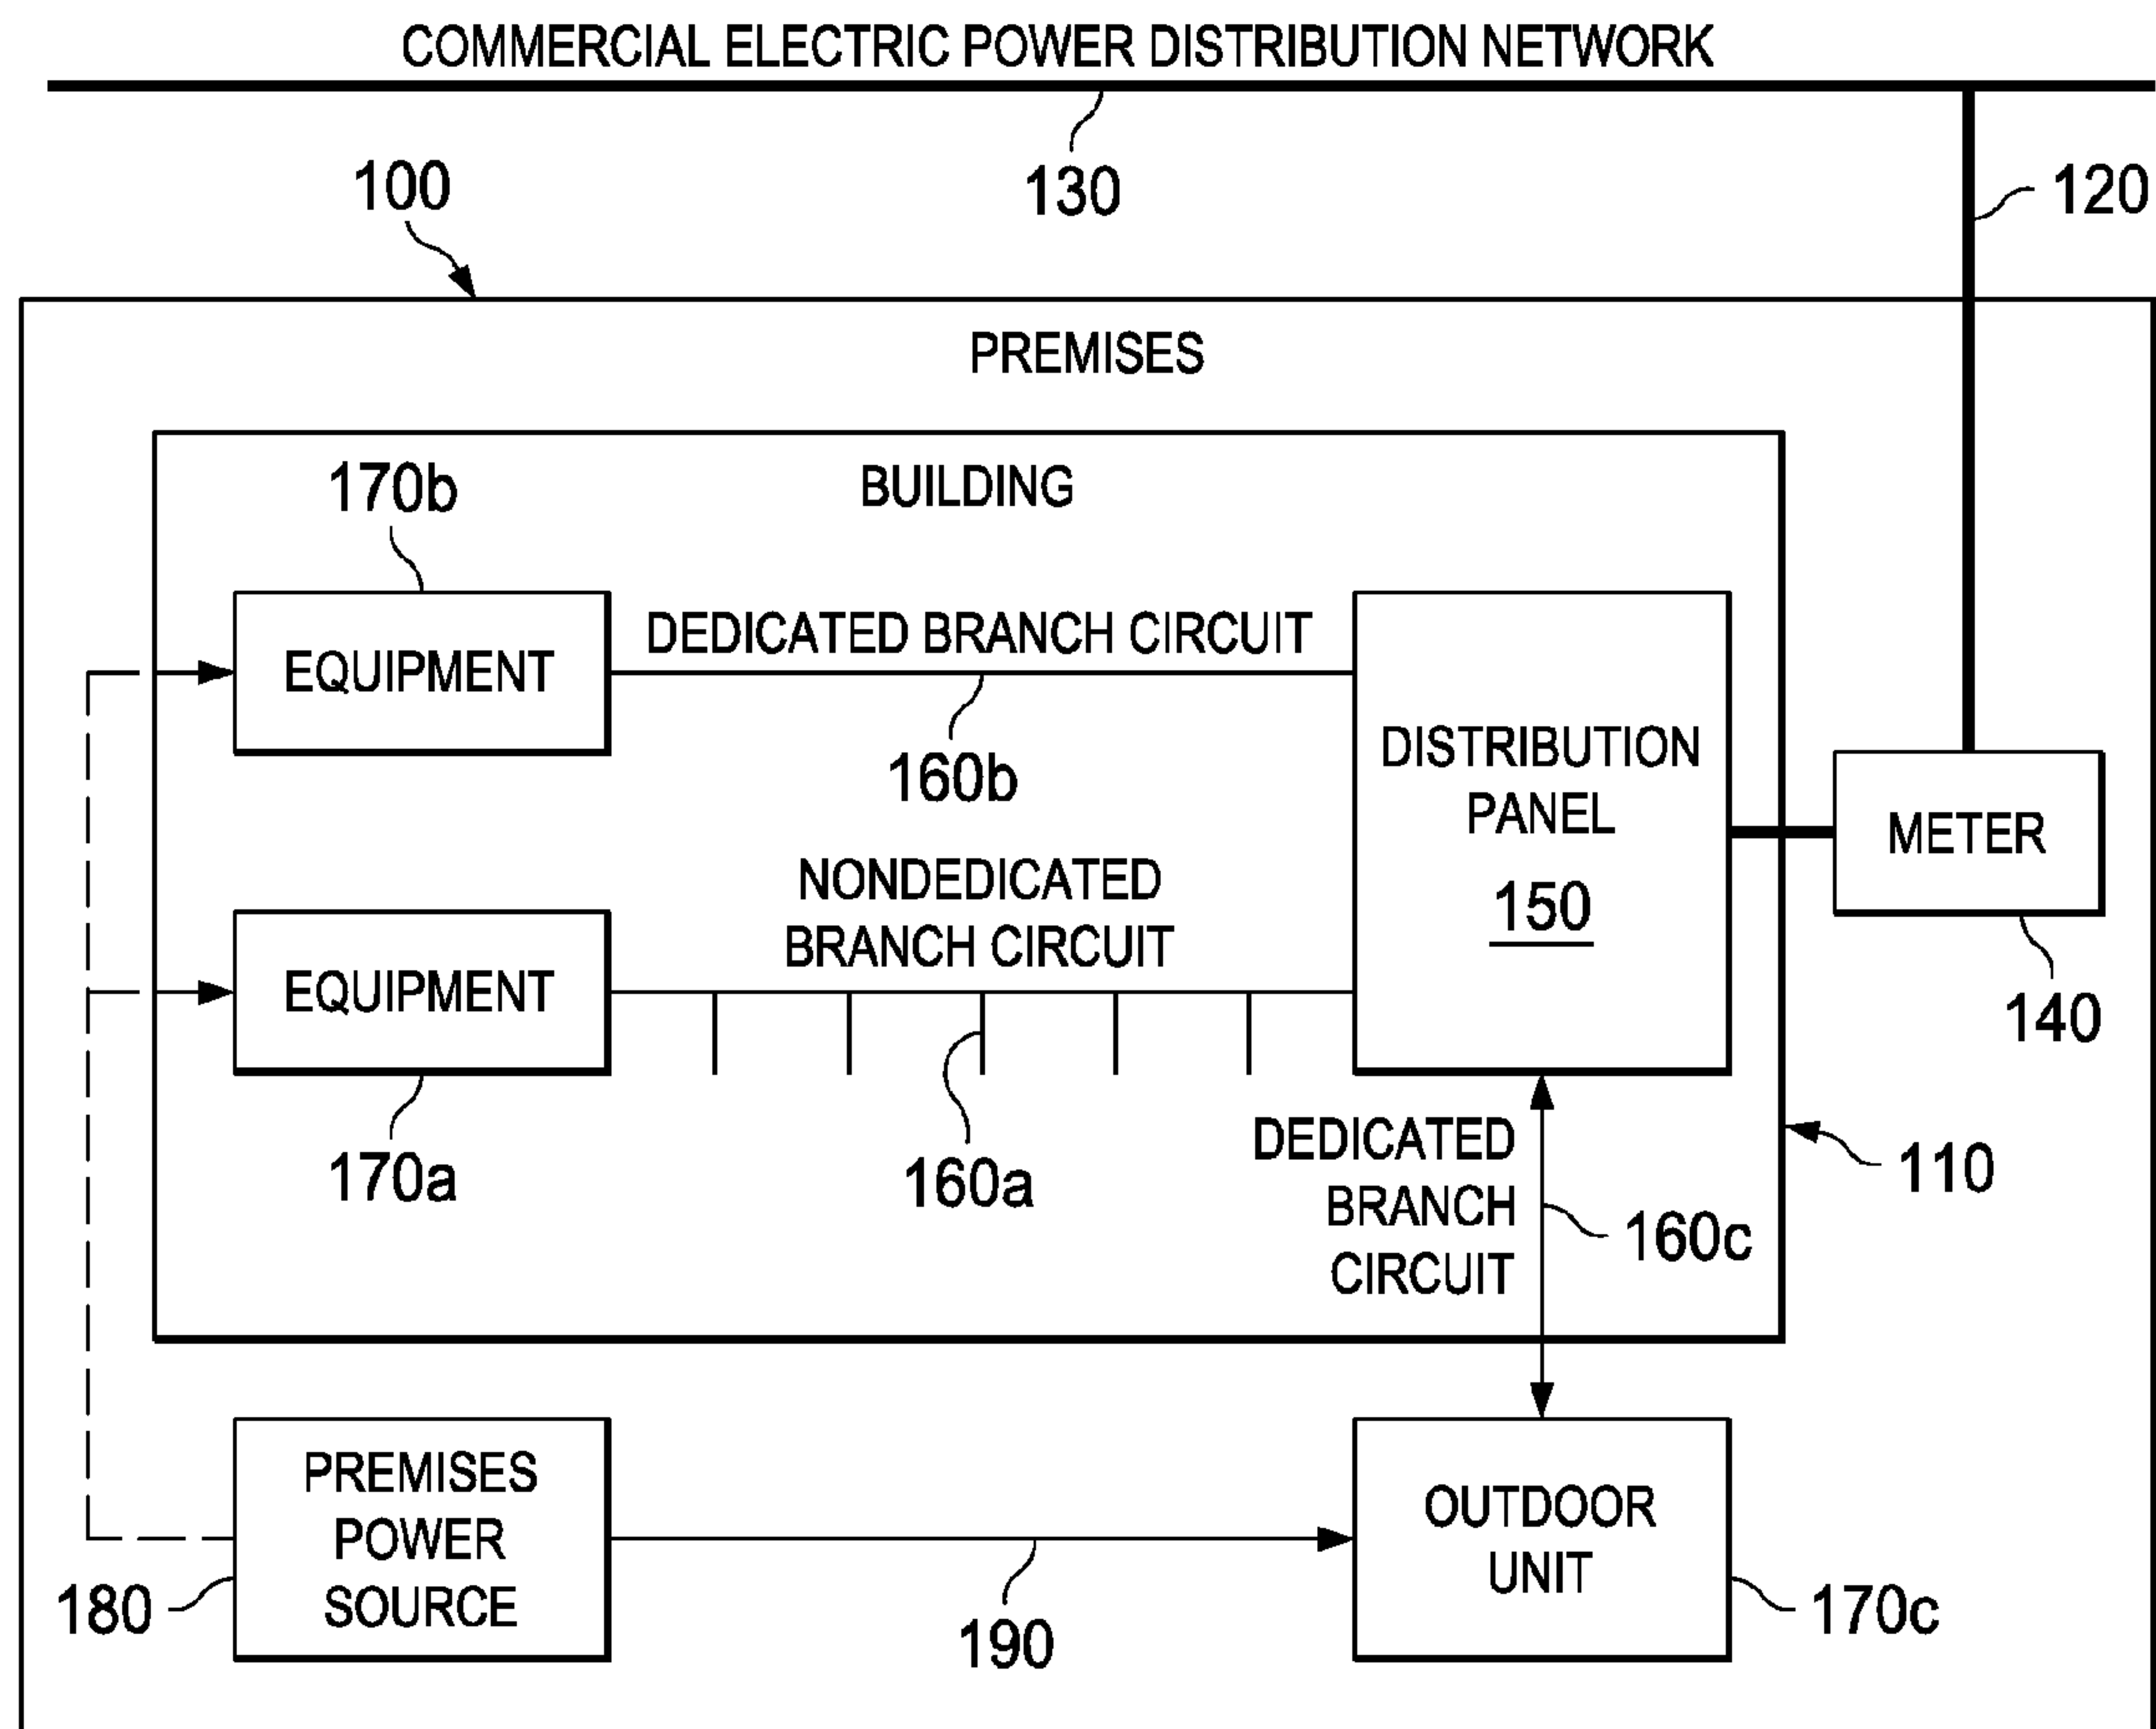 COMMERCIAL ELECTRIC POWER DISTRIBUTION NETWORK
130
120
100
PREMISES
BUILDING
170b
EQUIPMENT
DEDICATED BRANCH CIRCUIT
160b
DISTRIBUTION
PANEL
150
METER
140
NONDEDICATED
BRANCH CIRCUIT
EQUIPMENT
170a
160a
DEDICATED
BRANCH
CIRCUIT
160c
110
PREMISES
POWER
SOURCE
180
190
OUTDOOR
UNIT
170c